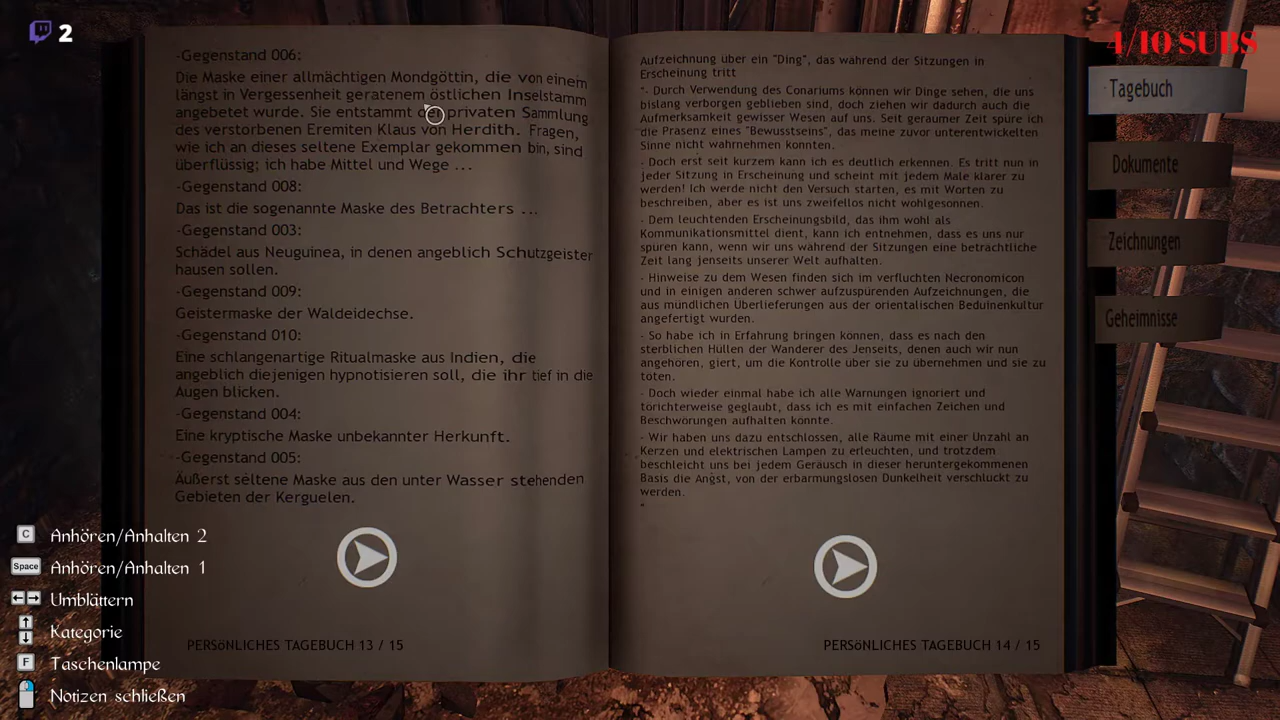 2
4/10 SUBS
-Gegenstand 006:
Die Maske einer allmächtigen Mondgöttin, die von einem
längst in Vergessenheit geratenem östlichen Inselstamm
angebetet wurde. Sie entstammt der privaten Sammlung
des verstorbenen Eremiten Klaus von Herdith. Fragen,
wie ich an dieses seltene Exemplar gekommen bin, sind
überflüssig; ich habe Mittel und Wege ...
-Gegenstand 008:
Das ist die sogenannte Maske des Betrachters ...
-Gegenstand 003:
Schädel aus Neuguinea, in denen angeblich Schutzgeister
hausen sollen.
-Gegenstand 009:
Geistermaske der Waldeidechse.
-Gegenstand 010:
Eine schlangenartige Ritualmaske aus Indien, die
angeblich diejenigen hypnotisieren soll, die ihr tief in die
Augen blicken.
-Gegenstand 004:
Eine kryptische Maske unbekannter Herkunft.
-Gegenstand 005:
Äußerst seltene Maske aus den unter Wasser stehenden
Gebieten der Kerguelen.
PERSöNLICHES TAGEBUCH 13 / 15
Aufzeichnung über ein "Ding", das während der Sitzungen in
Erscheinung tritt
"- Durch Verwendung des Conariums können wir Dinge sehen, die uns
bislang verborgen geblieben sind, doch ziehen wir dadurch auch die
Aufmerksamkeit gewisser Wesen auf uns. Seit geraumer Zeit spüre ich
die Präsenz eines "Bewusstseins", das meine zuvor unterentwickelten
Sinne nicht wahrnehmen konnten.
- Doch erst seit kurzem kann ich es deutlich erkennen. Es tritt nun in
jeder Sitzung in Erscheinung und scheint mit jedem Male klarer zu
werden! Ich werde nicht den Versuch starten, es mit Worten zu
beschreiben, aber es ist uns zweifellos nicht wohlgesonnen.
- Dem leuchtenden Erscheinungsbild, das ihm wohl als
Kommunikationsmittel dient, kann ich entnehmen, dass es uns nur
spüren kann, wenn wir uns während der Sitzungen eine beträchtliche
Zeit lang jenseits unserer Welt aufhalten.
- Hinweise zu dem Wesen finden sich im verfluchten Necronomicon
und in einigen anderen schwer aufzuspürenden Aufzeichnungen, die
aus mündlichen Überlieferungen aus der orientalischen Beduinenkultur
angefertigt wurden.
- So habe ich in Erfahrung bringen können, dass es nach den
sterblichen Hüllen der Wanderer des Jenseits, denen auch wir nun
angehören, giert, um die Kontrolle über sie zu übernehmen und sie zu
töten.
- Doch wieder einmal habe ich alle Warnungen ignoriert und
törichterweise geglaubt, dass ich es mit einfachen Zeichen und
Beschwörungen aufhalten könnte.
- Wir haben uns dazu entschlossen, alle Räume mit einer Unzahl an
Kerzen und elektrischen Lampen zu erleuchten, und trotzdem
beschleicht uns bei jedem Geräusch in dieser heruntergekommenen
Basis die Angst, von der erbarmungslosen Dunkelheit verschluckt zu
werden.
"
PERSöNLICHES TAGEBUCH 14 / 15
Tagebuch
Dokumente
Zeichnungen
Geheimnisse
C Anhören/Anhalten 2
Space Anhören/Anhalten 1
Umblättern
Kategorie
F Taschenlampe
Notizen schließen